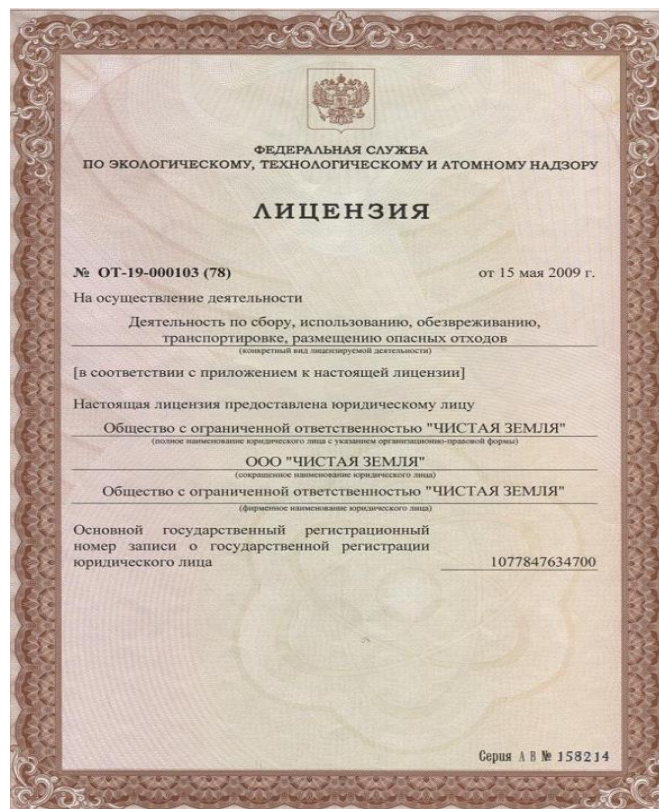 ФЕДЕРАЛЬНАЯ СЛУЖБА
ПО ЭКОЛОГИЧЕСКОМУ, ТЕХНОЛОГИЧЕСКОМУ И АТОМНОМУ НАДЗОРУ
ЛИЦЕНЗИЯ
№ ОТ-19-000103 (78) от 15 мая 2009 г.
На осуществление деятельности
Деятельность по сбору, использованию, обезвреживанию,
транспортировке, размещению опасных отходов
(конкретный вид лицензируемой деятельности)
[в соответствии с приложением к настоящей лицензии]
Настоящая лицензия предоставлена юридическому лицу
Общество с ограниченной ответственностью "ЧИСТАЯ ЗЕМЛЯ"
(полное наименование юридического лица с указанием организационно-правовой формы)
ООО "ЧИСТАЯ ЗЕМЛЯ"
(сокращенное наименование юридического лица)
Общество с ограниченной ответственностью "ЧИСТАЯ ЗЕМЛЯ"
(фирменное наименование юридического лица)
Основной государственный регистрационный
номер записи о государственной регистрации
юридического лица 1077847634700
Серия А В № 158214